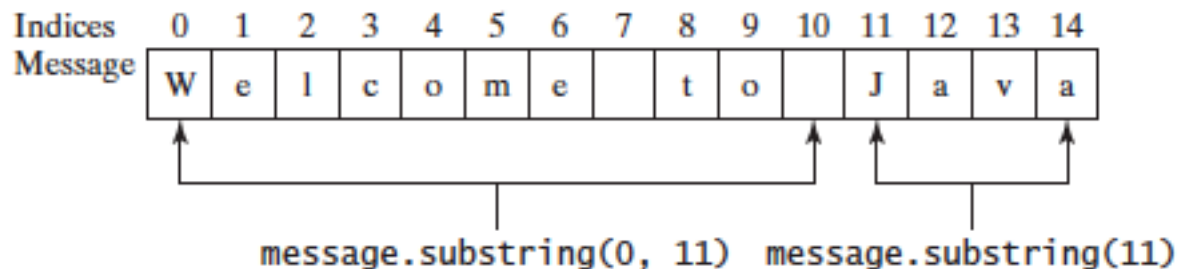 Indices 0 1 2 3 4 5 6 7 8 9 10 11 12 13 14
Message W e l c o m e t o J a v a
message.substring(0, 11) message.substring(11)